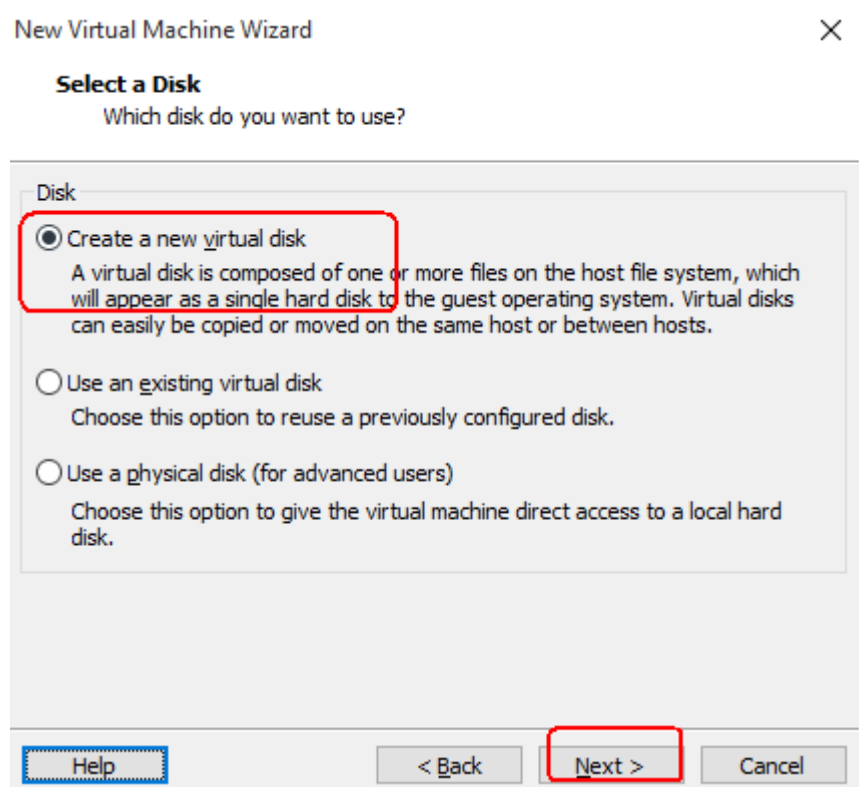 New Virtual Machine Wizard
Select a Disk
Which disk do you want to use?
Disk
Create a new virtual disk
A virtual disk is composed of one or more files on the host file system, which
will appear as a single hard disk to the guest operating system. Virtual disks
can easily be copied or moved on the same host or between hosts.
Use an existing virtual disk
Choose this option to reuse a previously configured disk.
Use a physical disk (for advanced users)
Choose this option to give the virtual machine direct access to a local hard
disk.
Help < Back Next > Cancel